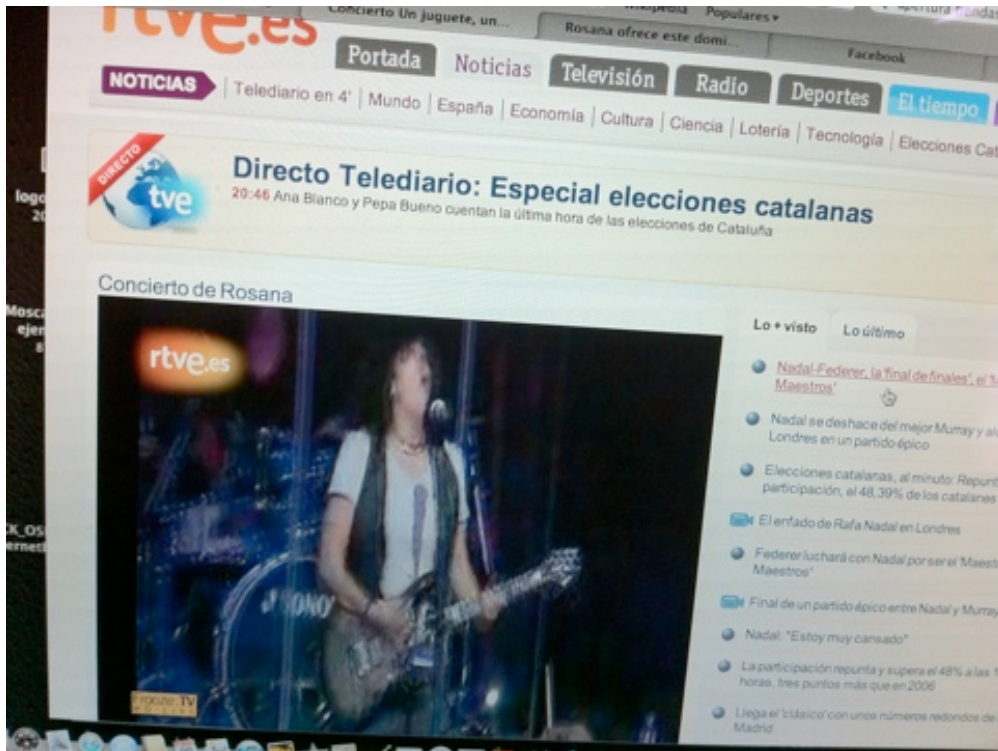 rtve.es
Concierto Un juguete, un...
Wikipedia
Populares
Rosana ofrece este domi...
Facebook
Portada
Noticias
Televisión
Radio
Deportes
El tiempo
NOTICIAS
Telediario en 4' | Mundo | España | Economía | Cultura | Ciencia | Lotería | Tecnología | Elecciones Cat
DIRECTO
tve
Directo Telediario: Especial elecciones catalanas
20:46 Ana Blanco y Pepa Bueno cuentan la última hora de las elecciones de Cataluña
Concierto de Rosana
rtve.es
SONO
Lo + visto
Lo último
Nadal-Federer, la 'final de finales', el
Maestros'
Nadal se deshace del mejor Murray y
Londres en un partido épico
Elecciones catalanas, al minuto:
participación, el 48,39% de los catalanes
El enfado de Rafa Nadal en Londres
Federer luchará con Nadal por ser el
Maestros'
Final de un partido épico entre Nadal y Murray
Nadal: "Estoy muy cansado"
La participación repunta y supera el 48% a las
horas, tres puntos más que en 2006
Llega el 'clásico' con unos números redondos de
Madrid